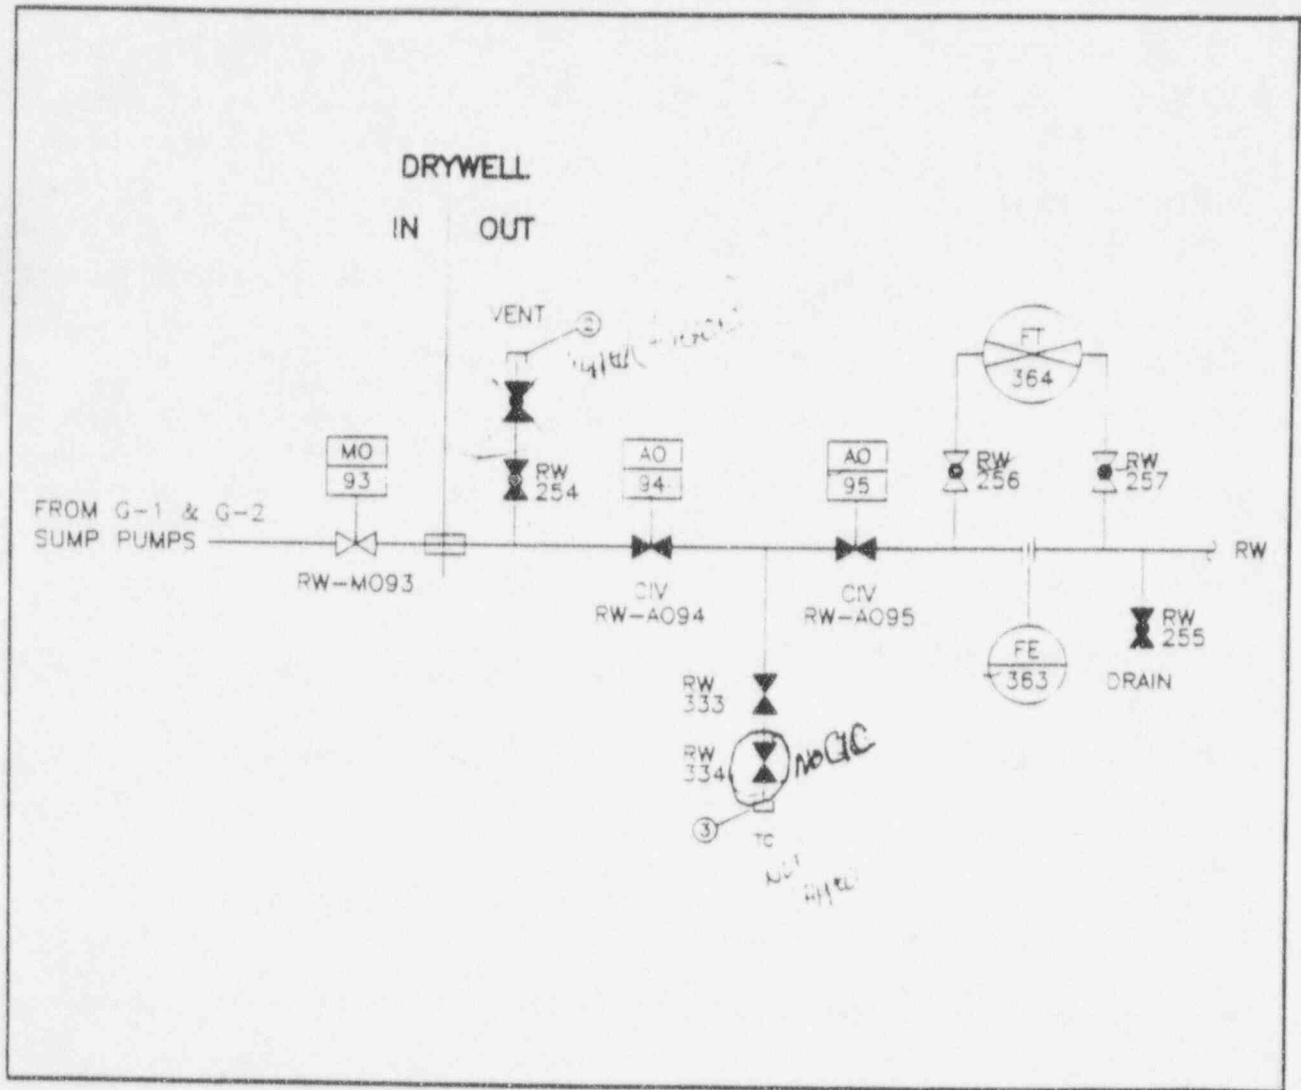 DRYWELL
IN OUT
VENT
②
FT
364
MO
93
RW
254
AO
94
AO
95
RW
256
RW
257
FROM G-1 & G-2
SUMP PUMPS
RW
RW-MO93
CIV
RW-AO94
CIV
RW-AO95
FE
363
RW
255
DRAIN
RW
333
RW
334
③
TC
NOT